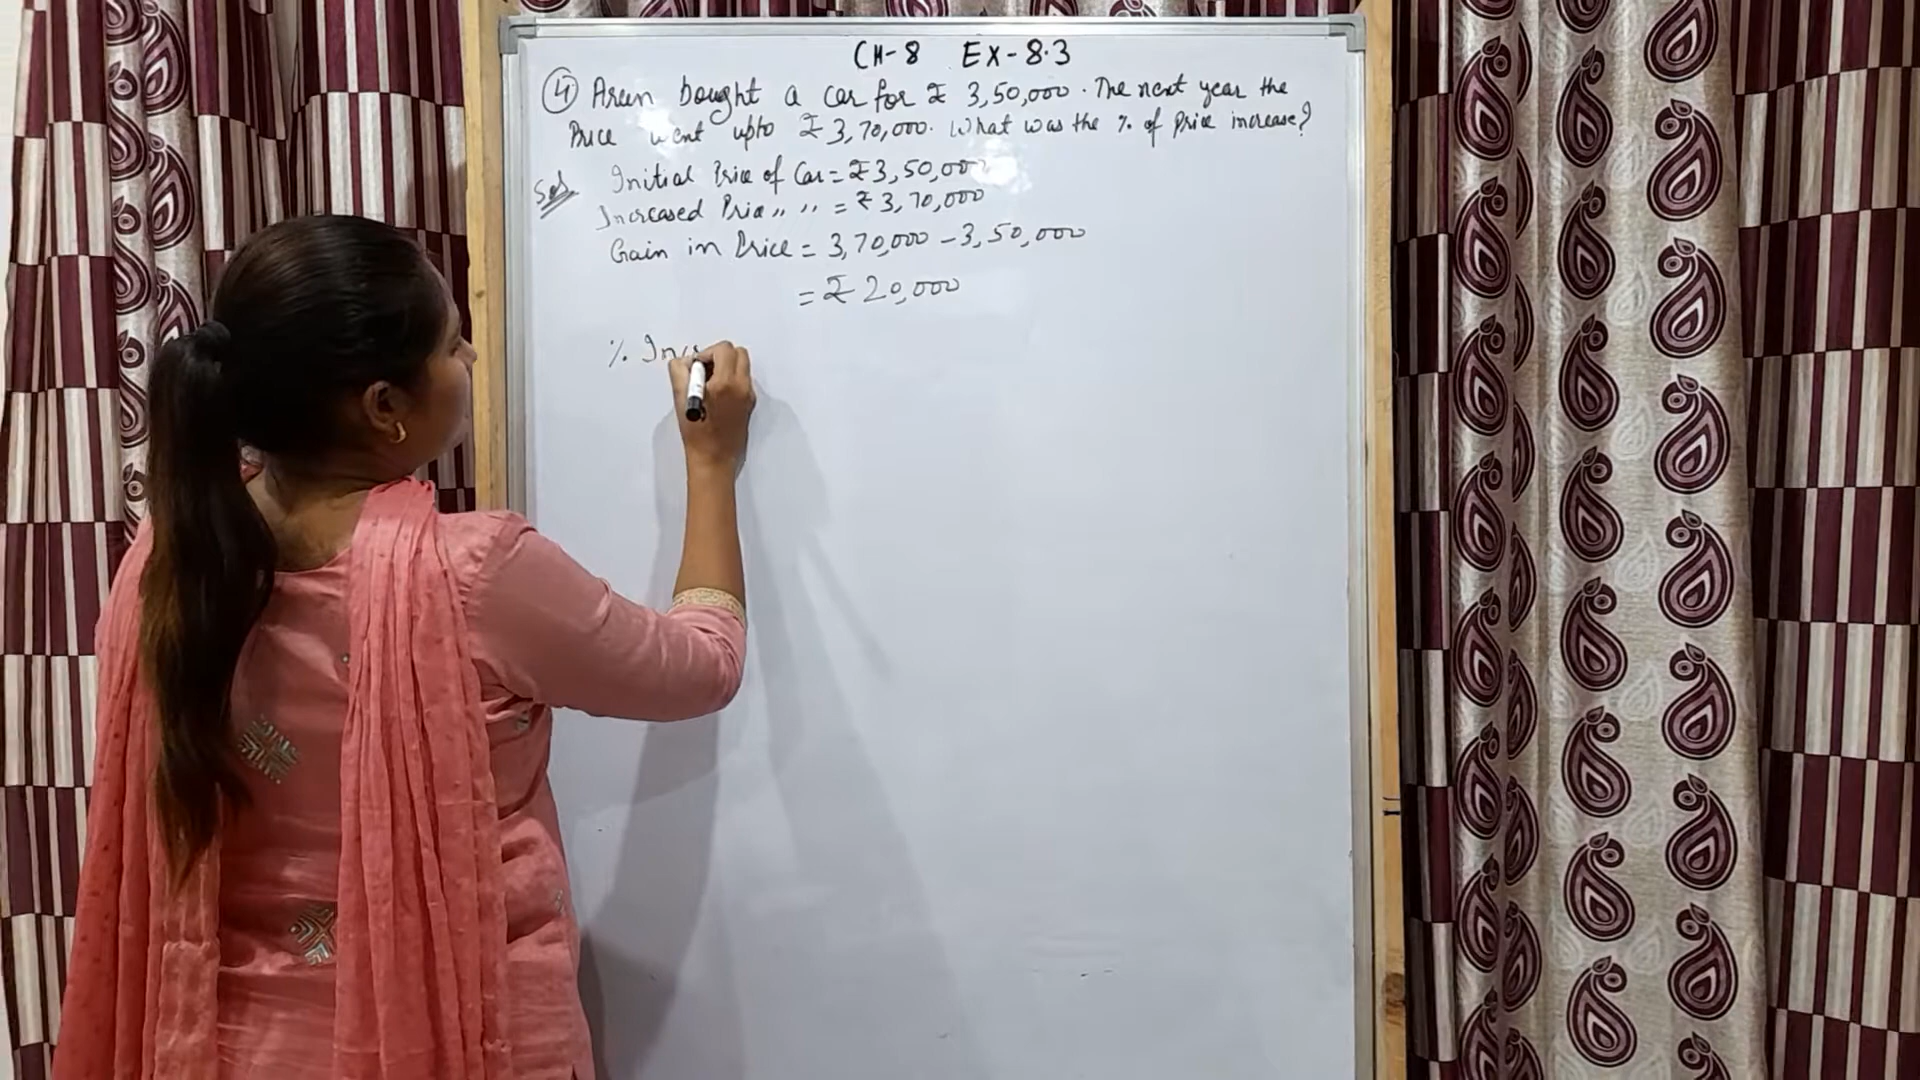 CH-8 EX-8.3
④ Arun bought a car for ₹ 3,50,000. The next year the
Price went upto ₹ 3,70,000. What was the % of Price increase?
Sol. Initial Price of Car = ₹ 3,50,000
Increased Price ,, ,, = ₹ 3,70,000
Gain in Price = 3,70,000 - 3,50,000
= ₹ 20,000
% Inc